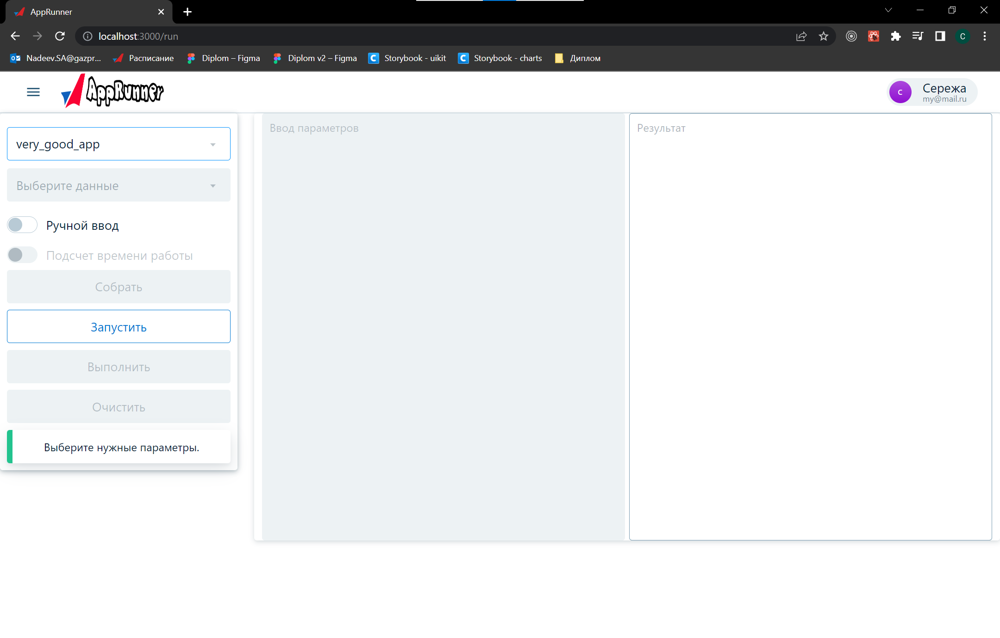 AppRunner
localhost:3000/run
Nadeev.SA@gazpr... Расписание Diplom – Figma Diplom v2 – Figma Storybook - uikit Storybook - charts Диплом
AppRunner
C
Сережа
my@mail.ru
very_good_app
Выберите данные
Ручной ввод
Подсчет времени работы
Собрать
Запустить
Выполнить
Очистить
Выберите нужные параметры.
Ввод параметров
Результат